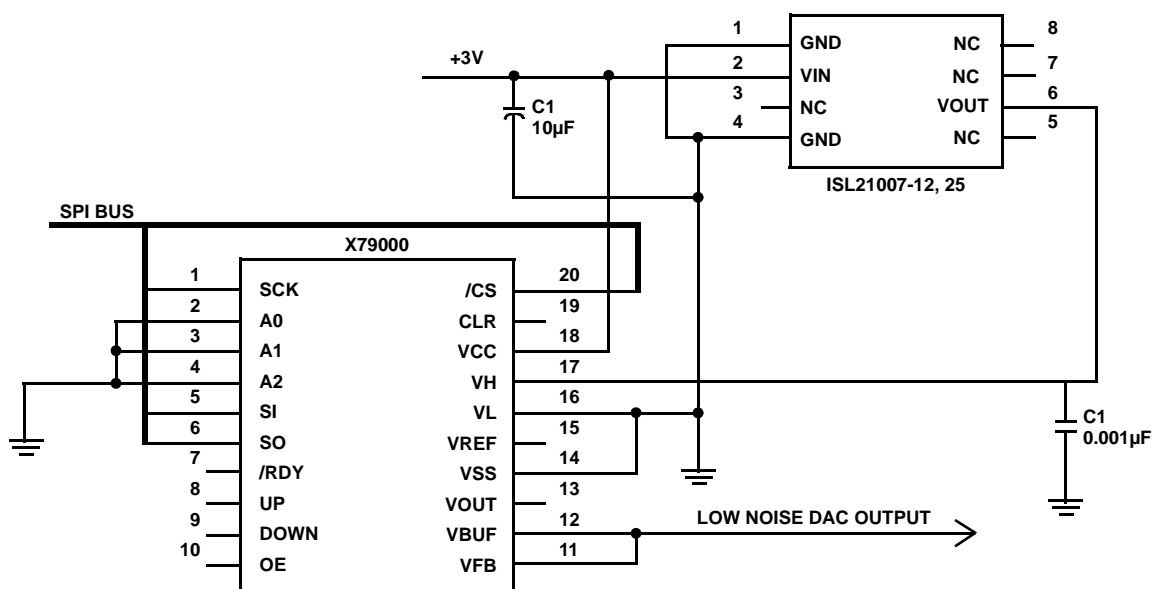 +3V
C1
10µF
1 GND NC 8
2 VIN NC 7
3 NC VOUT 6
4 GND NC 5
ISL21007-12, 25
SPI BUS
X79000
1 SCK /CS 20
2 A0 CLR 19
3 A1 VCC 18
4 A2 VH 17
5 SI VL 16
6 SO VREF 15
7 /RDY VSS 14
8 UP VOUT 13
9 DOWN VBUF 12
10 OE VFB 11
C1
0.001µF
LOW NOISE DAC OUTPUT